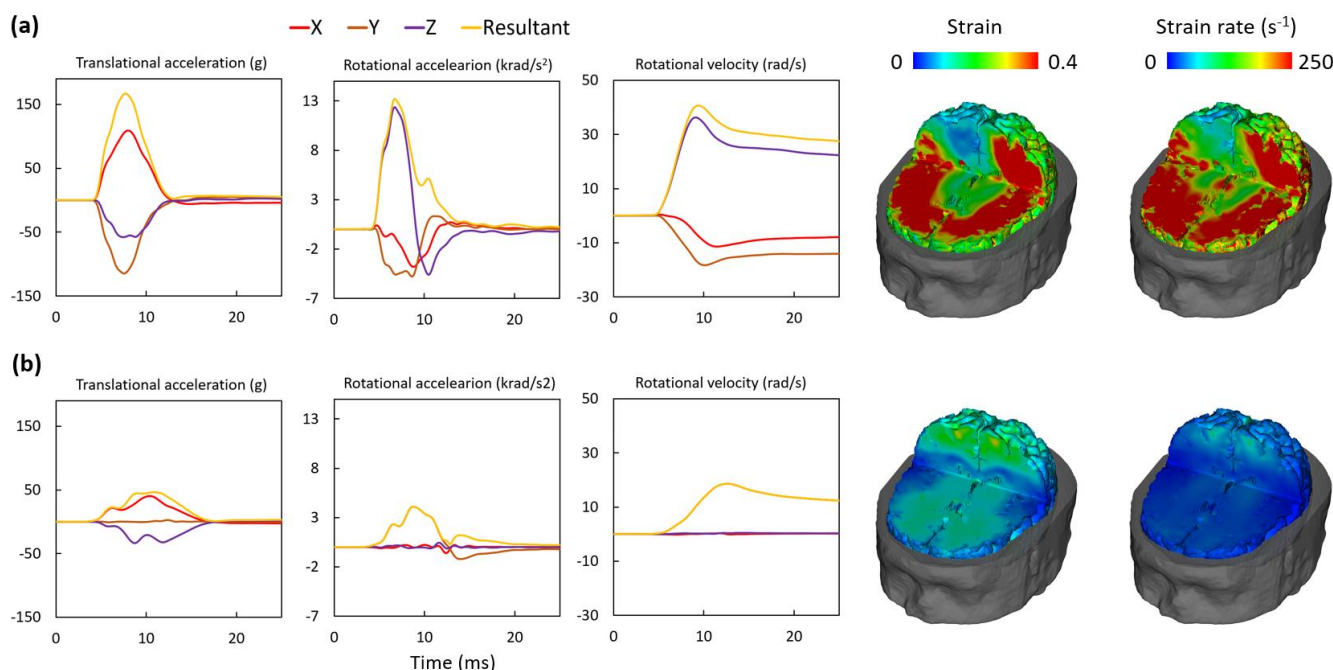 (a)
X Y Z Resultant
Strain
Strain rate (s⁻¹)
0 0.4
0 250
Translational acceleration (g)
Rotational accelearion (krad/s²)
Rotational velocity (rad/s)
150
50
-50
-150
0 10 20
13
8
3
-2
-7
0 10 20
50
30
10
-10
-30
0 10 20
(b)
Translational acceleration (g)
Rotational accelearion (krad/s2)
Rotational velocity (rad/s)
150
50
-50
-150
0 10 20
13
8
3
-2
-7
0 10 20
50
30
10
-10
-30
0 10 20
Time (ms)